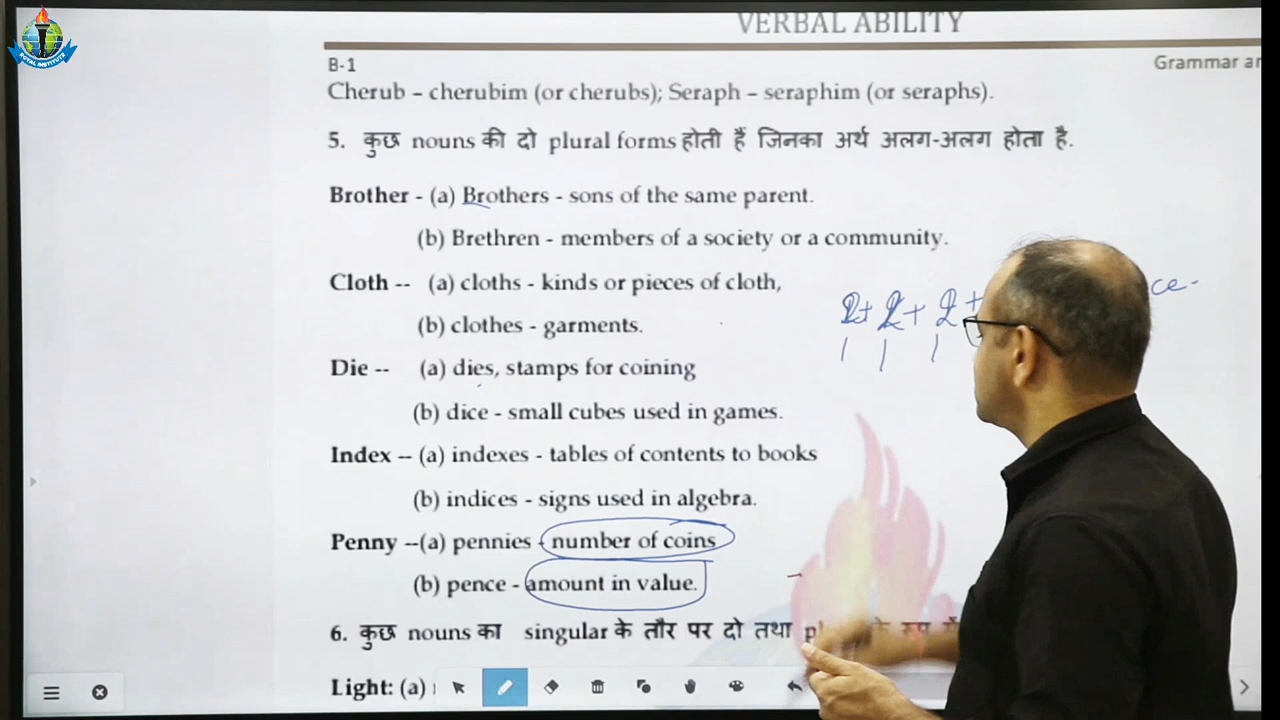 ROYAL INSTITUTE
VERBAL ABILITY
B-1
Grammar
Cherub – cherubim (or cherubs); Seraph – seraphim (or seraphs).
5. कुछ nouns की दो plural forms होती हैं जिनका अर्थ अलग-अलग होता है.
Brother - (a) Brothers - sons of the same parent.
(b) Brethren - members of a society or a community.
Cloth -- (a) cloths - kinds or pieces of cloth,
(b) clothes - garments.
Die -- (a) dies, stamps for coining
(b) dice - small cubes used in games.
Index -- (a) indexes - tables of contents to books
(b) indices - signs used in algebra.
Penny --(a) pennies - number of coins
(b) pence - amount in value.
6. कुछ nouns का singular के तौर पर दो तथा
Light: (a)